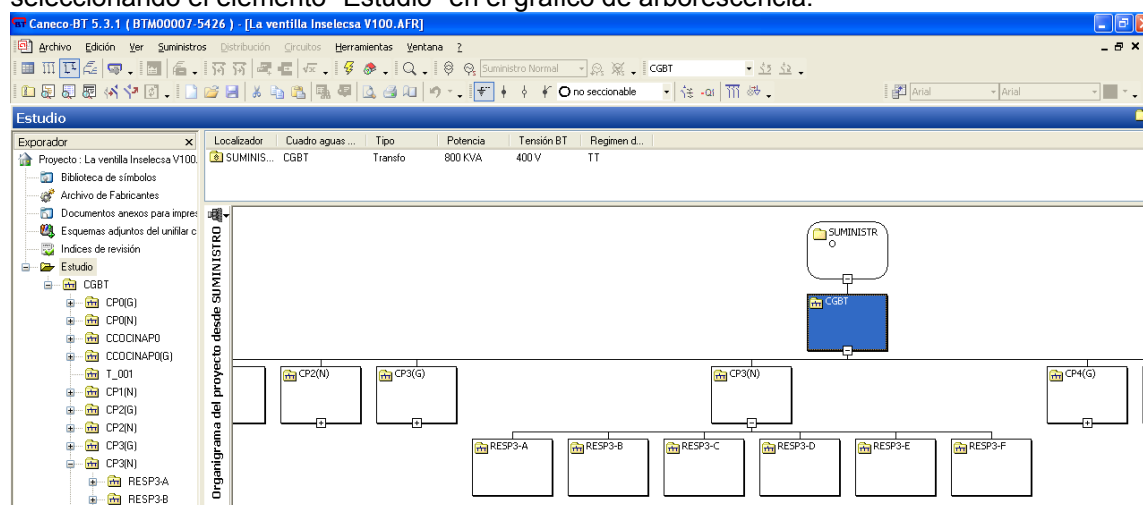 seleccionando el elemento "Estudio" en el gráfico de arborescencia.
Caneco-BT 5.3.1 ( BTM00007-5426 ) - [La ventilla Inselecsa V100.AFR]
Archivo Edición Ver Suministros Distribución Circuitos Herramientas Ventana ?
Suministro Normal CGBT
no seccionable Arial Arial
Estudio
Exporador
Localizador Cuadro aguas ... Tipo Potencia Tensión BT Regimen d...
SUMINIS... CGBT Transfo 800 KVA 400 V TT
Proyecto : La ventilla Inselecsa V100.
Biblioteca de símbolos
Archivo de Fabricantes
Documentos anexos para impre
Esquemas adjuntos del unifilar c
Indices de revisión
Estudio
CGBT
CP0(G)
CP0(N)
CCOCINAP0
CCOCINAP0(G)
T_001
CP1(N)
CP2(G)
CP2(N)
CP3(G)
CP3(N)
RESP3-A
RESP3-B
Organigrama del proyecto desde SUMINISTRO
SUMINISTR
O
CGBT
CP2(N) CP3(G) CP3(N) CP4(G)
RESP3-A RESP3-B RESP3-C RESP3-D RESP3-E RESP3-F